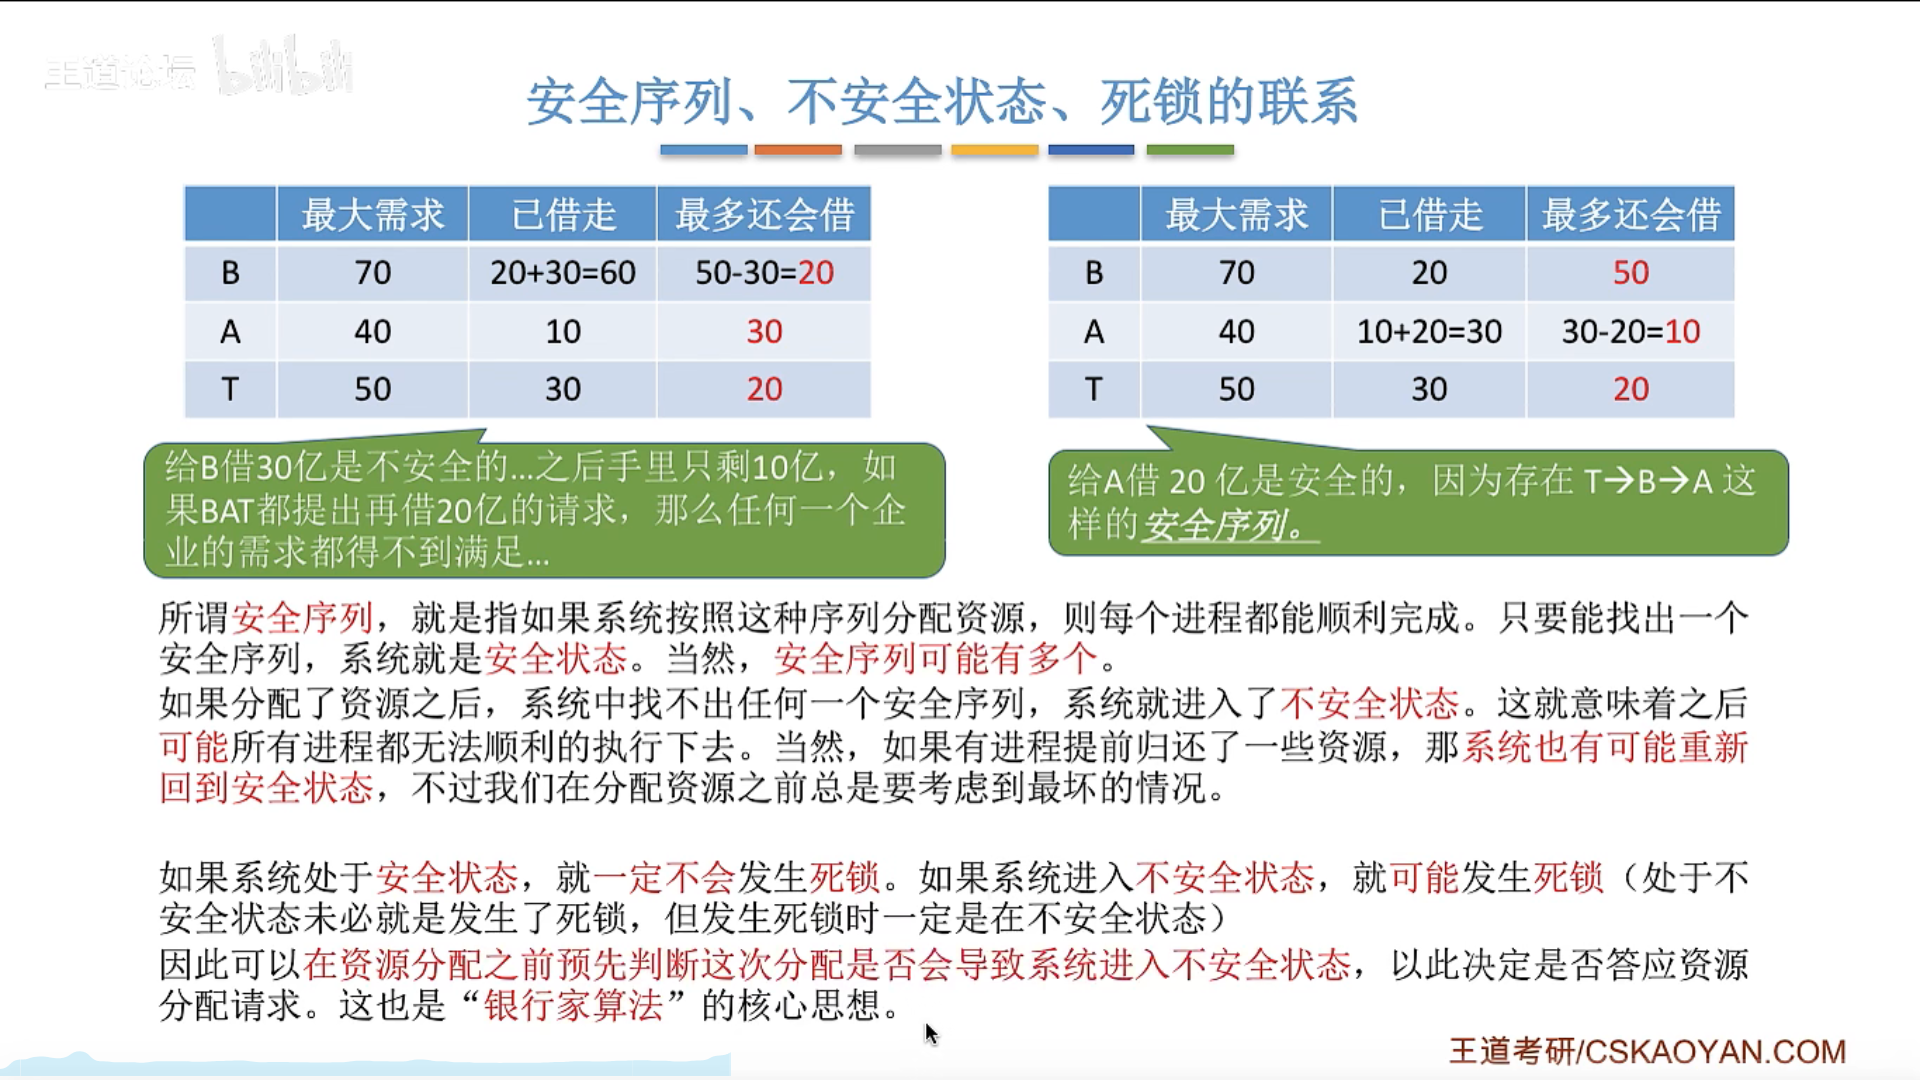 王道论坛 bilibili
安全序列、不安全状态、死锁的联系
最大需求 已借走 最多还会借
B 70 20+30=60 50-30=20
A 40 10 30
T 50 30 20
最大需求 已借走 最多还会借
B 70 20 50
A 40 10+20=30 30-20=10
T 50 30 20
给B借30亿是不安全的...之后手里只剩10亿，如
果BAT都提出再借20亿的请求，那么任何一个企
业的需求都得不到满足...
给A借 20 亿是安全的，因为存在 T→B→A 这
样的安全序列。
所谓安全序列，就是指如果系统按照这种序列分配资源，则每个进程都能顺利完成。只要能找出一个
安全序列，系统就是安全状态。当然，安全序列可能有多个。
如果分配了资源之后，系统中找不出任何一个安全序列，系统就进入了不安全状态。这就意味着之后
可能所有进程都无法顺利的执行下去。当然，如果有进程提前归还了一些资源，那系统也有可能重新
回到安全状态，不过我们在分配资源之前总是要考虑到最坏的情况。
如果系统处于安全状态，就一定不会发生死锁。如果系统进入不安全状态，就可能发生死锁（处于不
安全状态未必就是发生了死锁，但发生死锁时一定是在不安全状态）
因此可以在资源分配之前预先判断这次分配是否会导致系统进入不安全状态，以此决定是否答应资源
分配请求。这也是“银行家算法”的核心思想。
王道考研/CSKAOYAN.COM